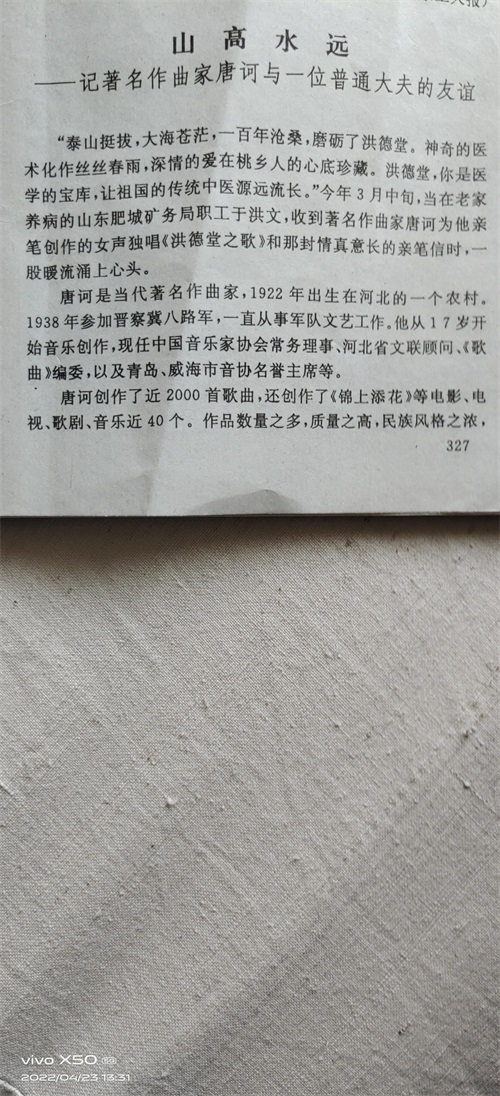 山高水远
——记著名作曲家唐诃与一位普通大夫的友谊
“泰山挺拔，大海苍茫，一百年沧桑，磨砺了洪德堂。神奇的医
术化作丝丝春雨，深情的爱在桃乡人的心底珍藏。洪德堂，你是医
学的宝库，让祖国的传统中医源远流长。”今年3月中旬，当在老家
养病的山东肥城矿务局职工于洪文，收到著名作曲家唐诃为他亲
笔创作的女声独唱《洪德堂之歌》和那封情真意长的亲笔信时，一
股暖流涌上心头。
唐诃是当代著名作曲家，1922年出生在河北的一个农村。
1938年参加晋察冀八路军，一直从事军队文艺工作。他从17岁开
始音乐创作，现任中国音乐家协会常务理事、河北省文联顾问、《歌
曲》编委，以及青岛、威海市音协名誉主席等。
唐诃创作了近2000首歌曲，还创作了《锦上添花》等电影、电
视、歌剧、音乐近40个。作品数量之多，质量之高，民族风格之浓，
327
vivo X50 5G
2022/04/23 13:31